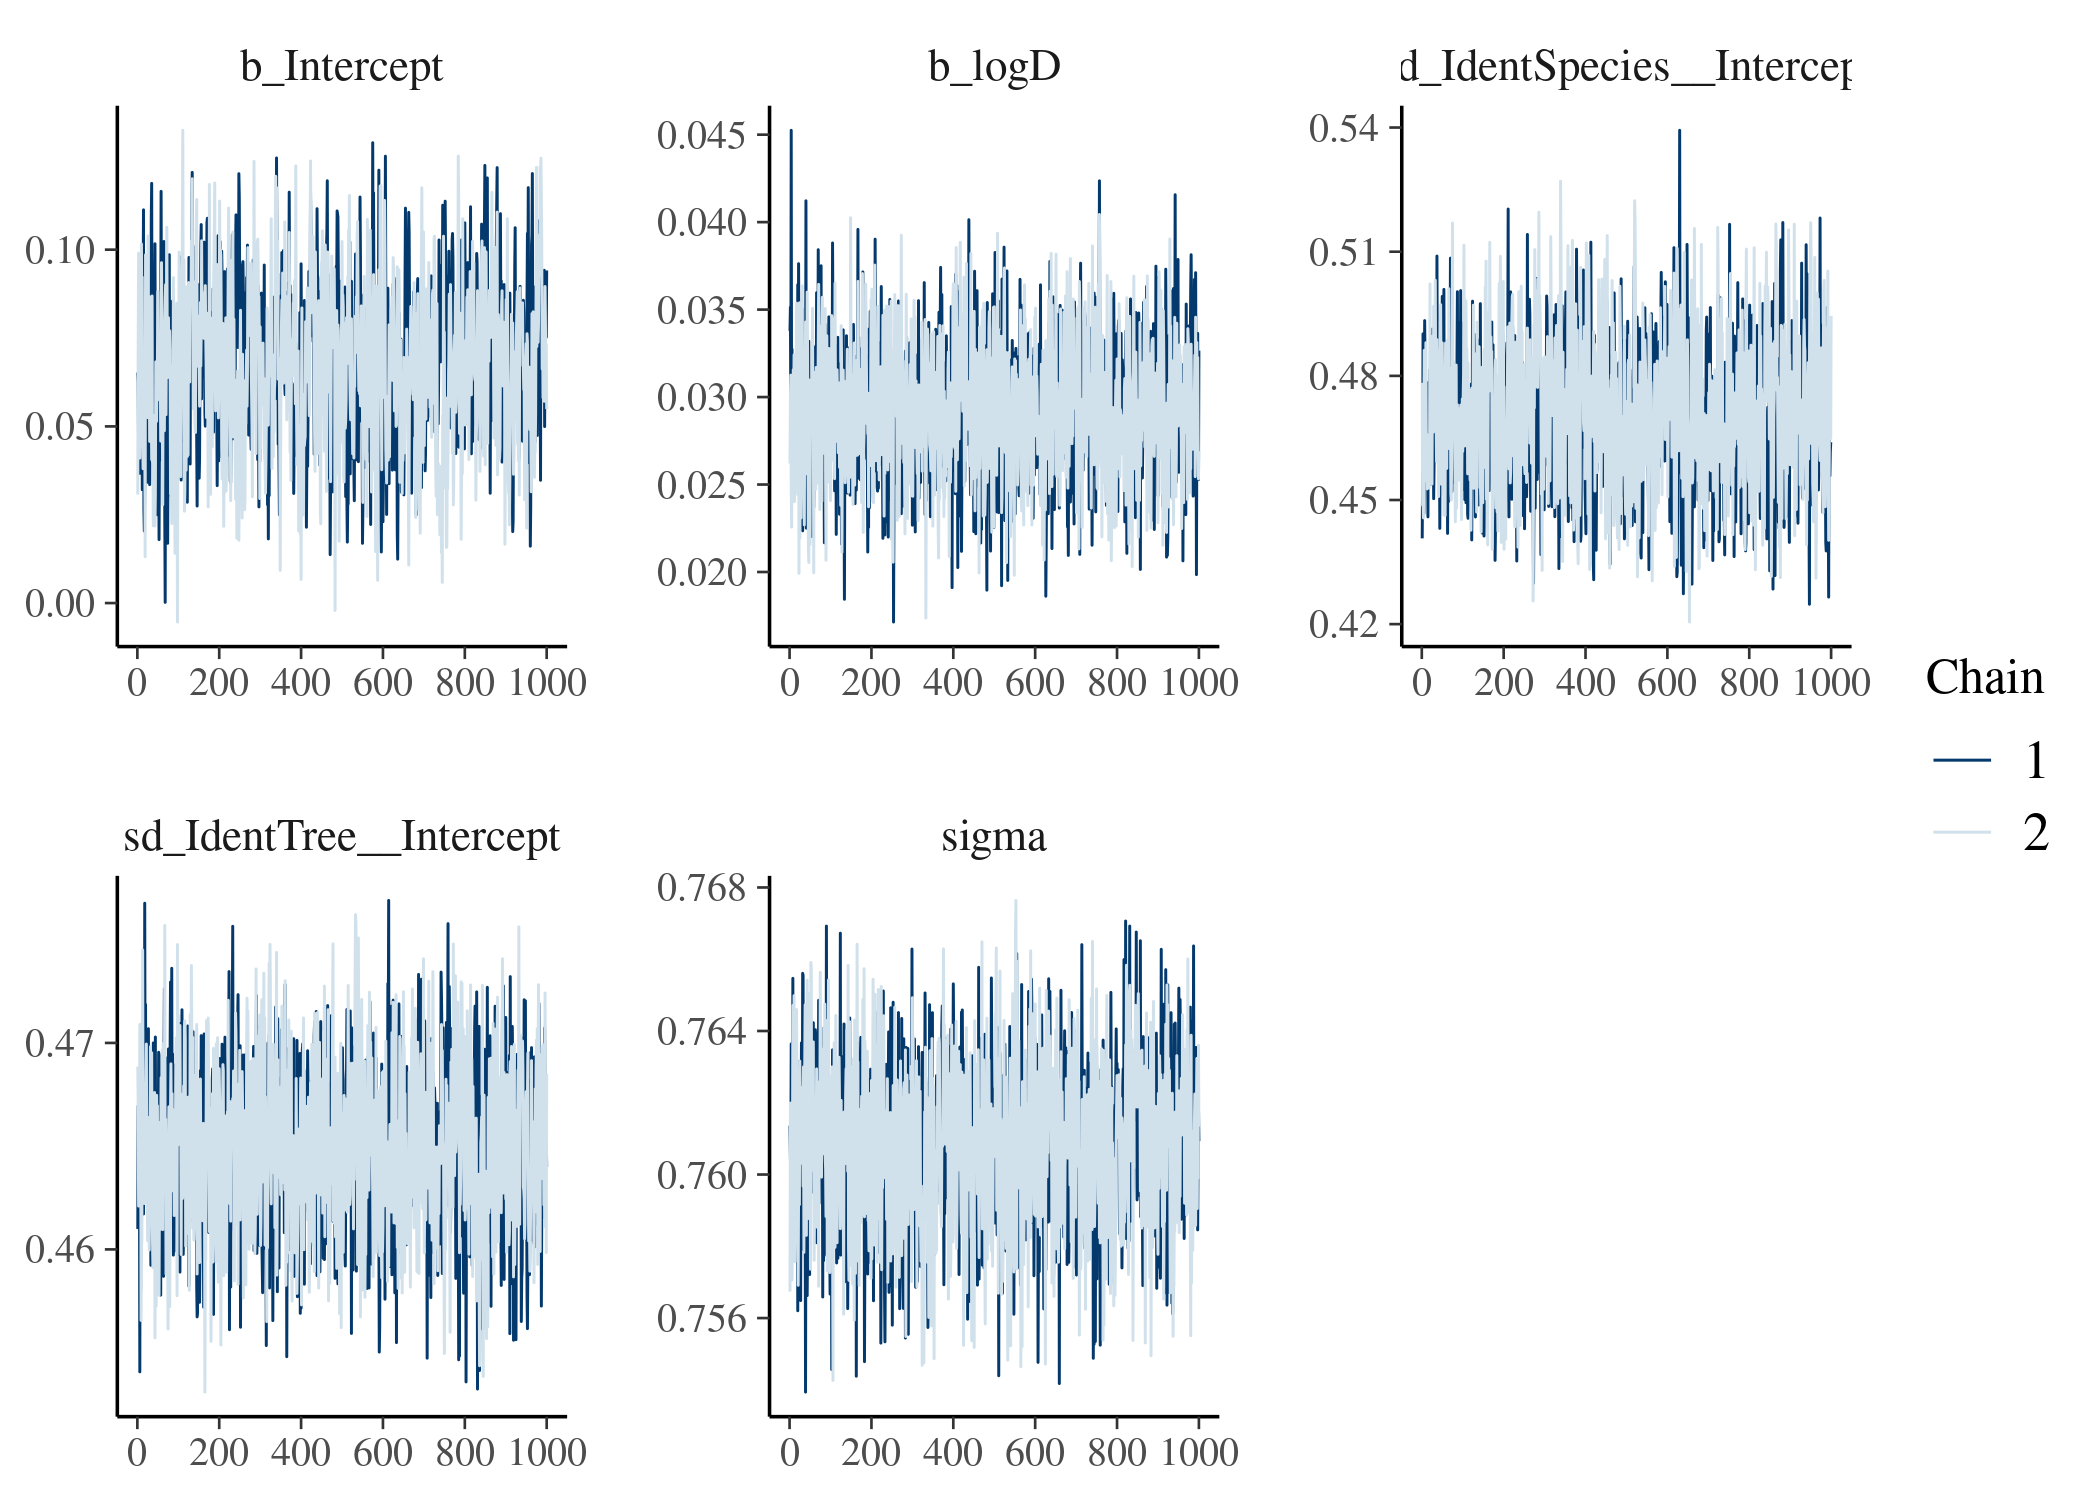 b_Intercept
0.10
0.05
0.00
0 200 400 600 800 1000
b_logD
0.045
0.040
0.035
0.030
0.025
0.020
0 200 400 600 800 1000
d_IdentSpecies__Intercep
0.54
0.51
0.48
0.45
0.42
0 200 400 600 800 1000
sd_IdentTree__Intercept
0.47
0.46
0 200 400 600 800 1000
sigma
0.768
0.764
0.760
0.756
0 200 400 600 800 1000
Chain
1
2